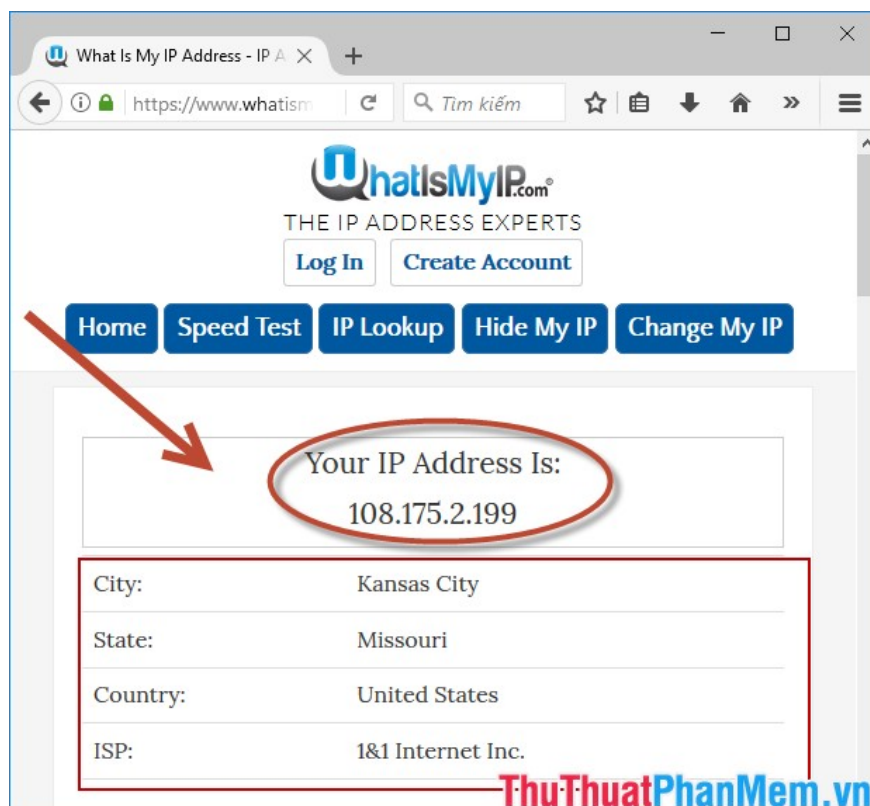 What Is My IP Address - IP A
https://www.whatism
Tìm kiếm
WhatIsMyIP.com®
THE IP ADDRESS EXPERTS
Log In Create Account
Home Speed Test IP Lookup Hide My IP Change My IP
Your IP Address Is:
108.175.2.199
City: Kansas City
State: Missouri
Country: United States
ISP: 1&1 Internet Inc.
ThuThuatPhanMem.vn